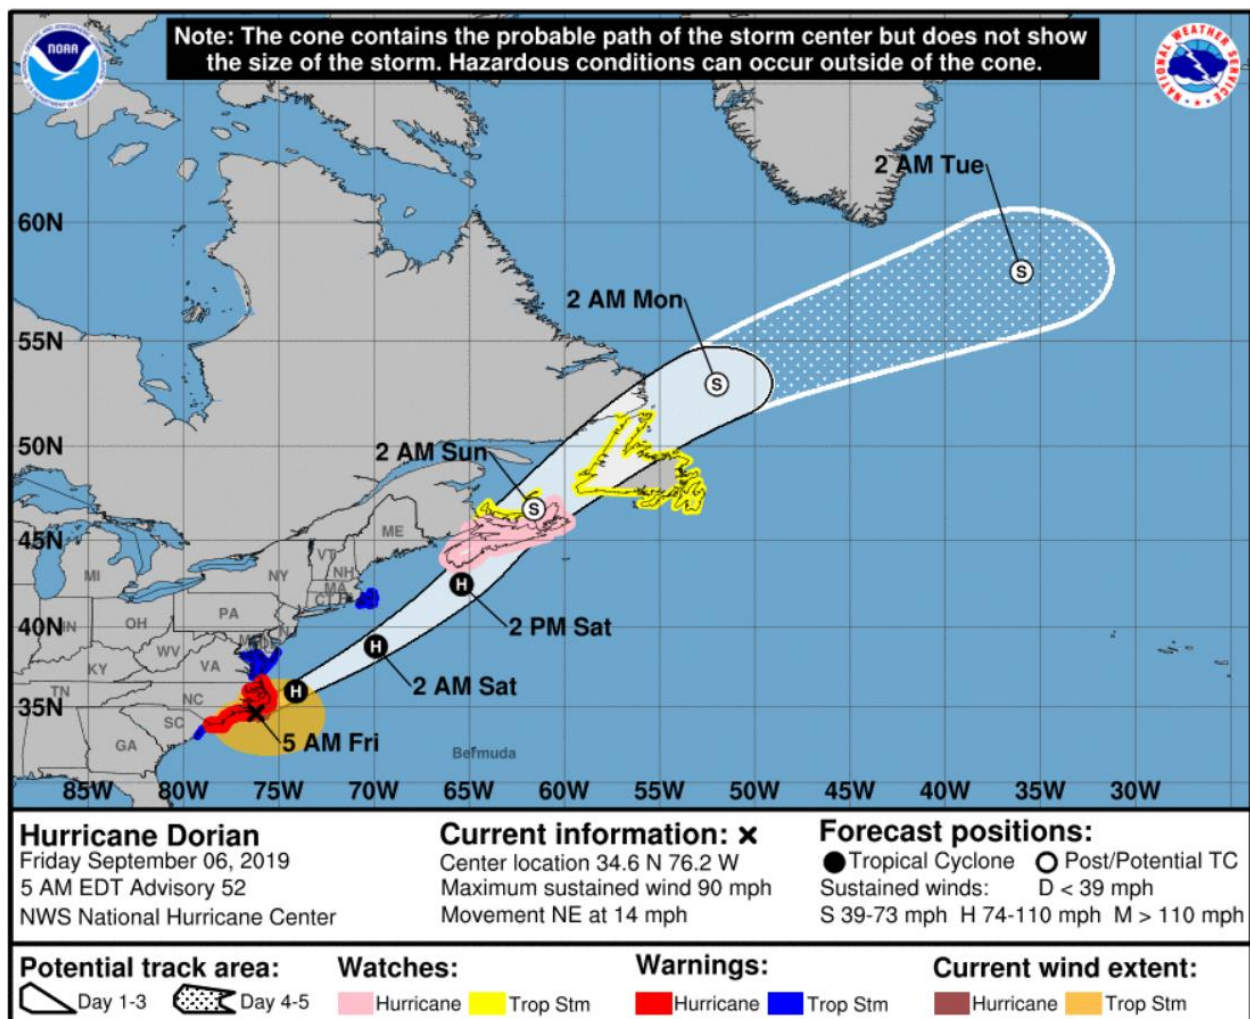 Note: The cone contains the probable path of the storm center but does not show
the size of the storm. Hazardous conditions can occur outside of the cone.
NOAA
NATIONAL WEATHER SERVICE
2 AM Tue
60N
2 AM Mon
55N
50N
2 AM Sun
ME
45N
VT
NH
MI
NY
MA
CT
PA
2 PM Sat
40N
OH
WV
VA
KY
2 AM Sat
TN
NC
35N
SC
5 AM Fri
GA
Bermuda
85W 80W 75W 70W 65W 60W 55W 50W 45W 40W 35W 30W
S
S
S
H
H
H
Hurricane Dorian
Friday September 06, 2019
5 AM EDT Advisory 52
NWS National Hurricane Center
Current information: x
Center location 34.6 N 76.2 W
Maximum sustained wind 90 mph
Movement NE at 14 mph
Forecast positions:
Tropical Cyclone Post/Potential TC
Sustained winds: D < 39 mph
S 39-73 mph H 74-110 mph M > 110 mph
Potential track area:
Day 1-3 Day 4-5
Watches:
Hurricane Trop Stm
Warnings:
Hurricane Trop Stm
Current wind extent:
Hurricane Trop Stm